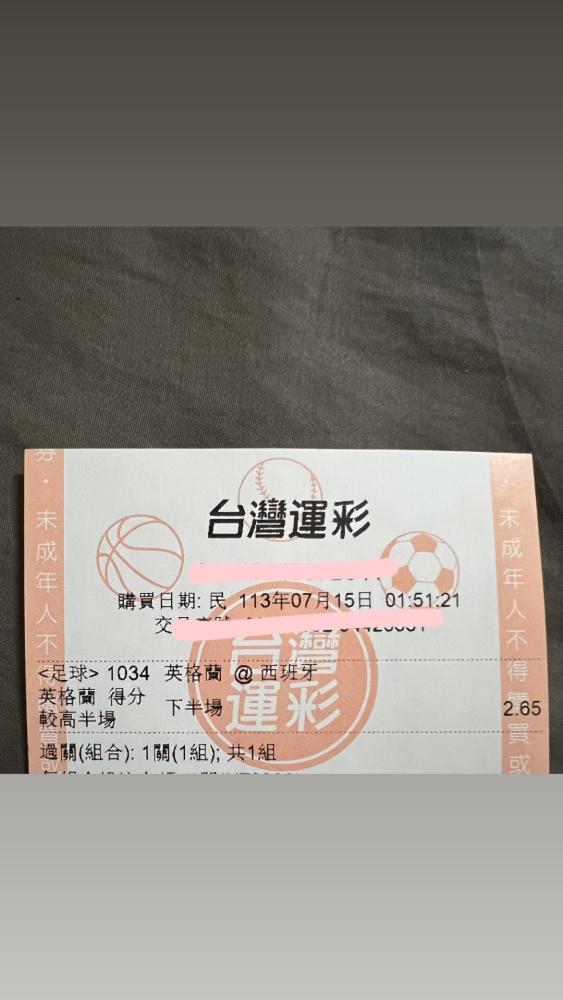 台灣運彩
購買日期: 民 113年07月15日 01:51:21
台灣
運彩
<足球> 1034 英格蘭 @ 西班牙
英格蘭 得分
較高半場
下半場
2.65
過關(組合): 1關(1組); 共1組
券・未成年人不得
未成年人不得購買或